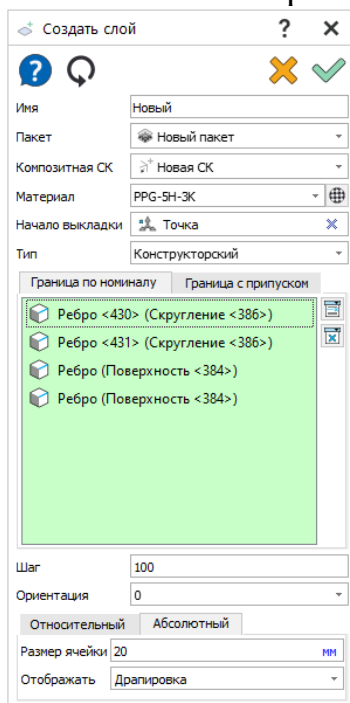 Создать слой ? ×
?
Имя Новый
Пакет Новый пакет
Композитная СК Новая СК
Материал PPG-5H-3K
Начало выкладки Точка
Тип Конструкторский
Граница по номиналу Граница с припуском
Ребро <430> (Скругление <386>)
Ребро <431> (Скругление <386>)
Ребро (Поверхность <384>)
Ребро (Поверхность <384>)
Шаг 100
Ориентация 0
Относительный Абсолютный
Размер ячейки 20 мм
Отображать Драпировка